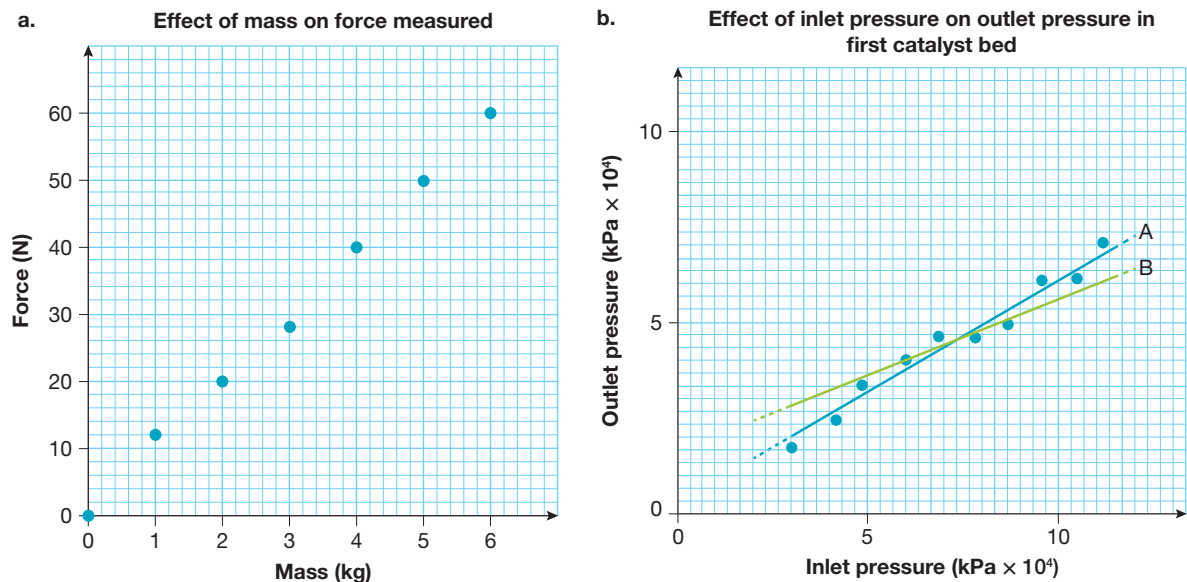 a.
Effect of mass on force measured
Force (N)
60
50
40
30
20
10
0
0 1 2 3 4 5 6
Mass (kg)
b.
Effect of inlet pressure on outlet pressure in
first catalyst bed
Outlet pressure (kPa × 10⁴)
10
5
0
A
B
0 5 10
Inlet pressure (kPa × 10⁴)